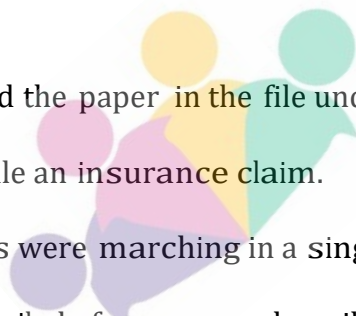 d the paper in the file und
le an insurance claim.
s were marching in a sing